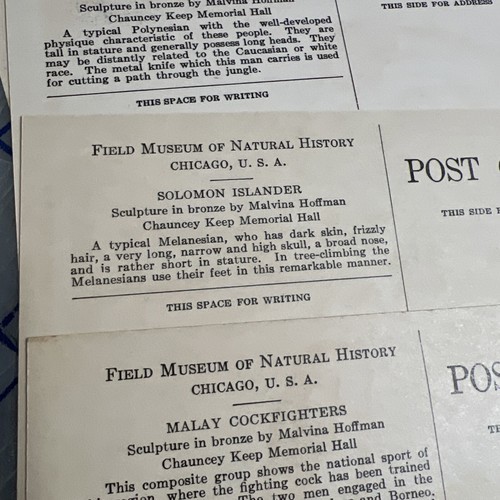 Sculpture in bronze by Malvina Hoffman
Chauncey Keep Memorial Hall
THIS SIDE FOR ADDRESS
A typical Polynesian with the well-developed
physique characteristic of these people. They are
tall in stature and generally possess long heads. They
may be distantly related to the Caucasian or white
race. The metal knife which this man carries is used
for cutting a path through the jungle.
THIS SPACE FOR WRITING
FIELD MUSEUM OF NATURAL HISTORY
CHICAGO, U. S. A.
POST
SOLOMON ISLANDER
Sculpture in bronze by Malvina Hoffman
Chauncey Keep Memorial Hall
THIS SIDE
A typical Melanesian, who has dark skin, frizzly
hair, a very long, narrow and high skull, a broad nose,
and is rather short in stature. In tree-climbing the
Melanesians use their feet in this remarkable manner.
THIS SPACE FOR WRITING
FIELD MUSEUM OF NATURAL HISTORY
CHICAGO, U. S. A.
POS
MALAY COCKFIGHTERS
Sculpture in bronze by Malvina Hoffman
Chauncey Keep Memorial Hall
This composite group shows the national sport of
where the fighting cock has been trained
The two men engaged in the
and Borneo,